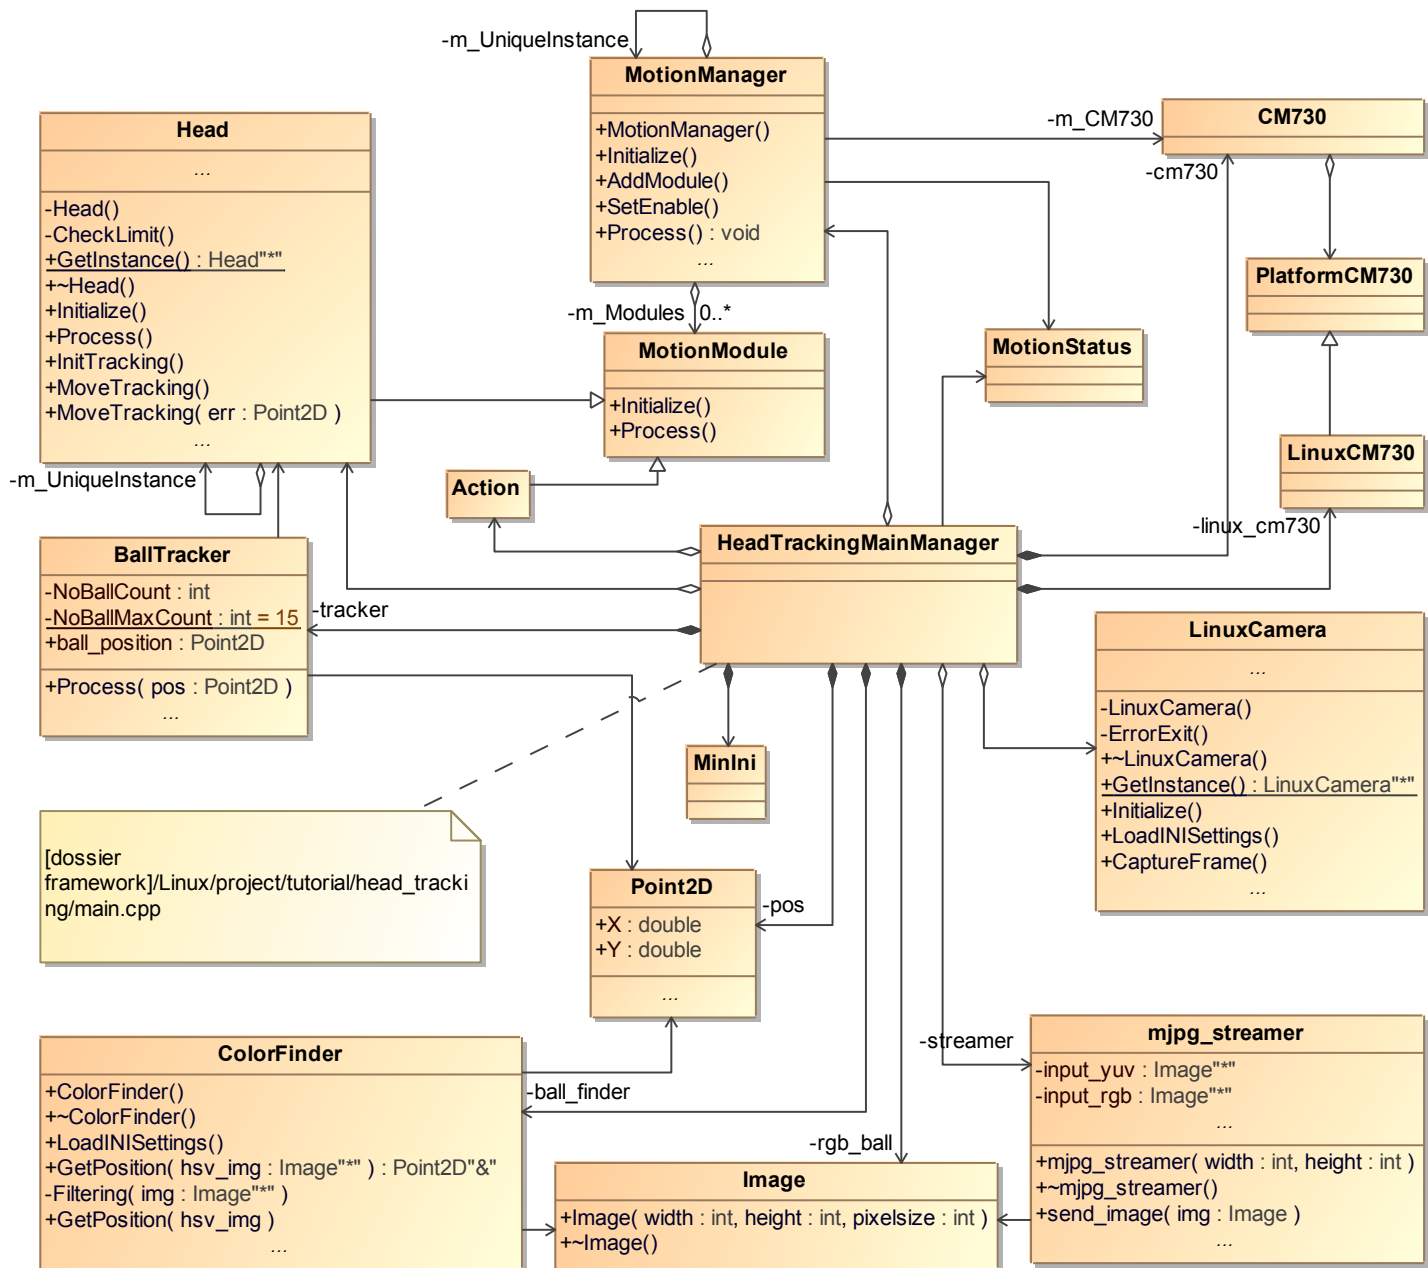 -m_UniqueInstance
MotionManager
+MotionManager()
+Initialize()
+AddModule()
+SetEnable()
+Process() : void
...
-m_CM730
CM730
-cm730
Head
...
-Head()
-CheckLimit()
+GetInstance() : Head"*"
+~Head()
+Initialize()
+Process()
+InitTracking()
+MoveTracking()
+MoveTracking( err : Point2D )
...
-m_UniqueInstance
-m_Modules
0..*
MotionModule
+Initialize()
+Process()
MotionStatus
PlatformCM730
LinuxCM730
-linux_cm730
Action
HeadTrackingMainManager
BallTracker
-NoBallCount : int
-NoBallMaxCount : int = 15
+ball_position : Point2D
+Process( pos : Point2D )
...
-tracker
LinuxCamera
...
-LinuxCamera()
-ErrorExit()
+~LinuxCamera()
+GetInstance() : LinuxCamera"*"
+Initialize()
+LoadINISettings()
+CaptureFrame()
...
MinIni
[dossier
framework]/Linux/project/tutorial/head_tracki
ng/main.cpp
Point2D
+X : double
+Y : double
...
-pos
ColorFinder
+ColorFinder()
+~ColorFinder()
+LoadINISettings()
+GetPosition( hsv_img : Image"*" ) : Point2D"&"
-Filtering( img : Image"*" )
+GetPosition( hsv_img )
...
-ball_finder
-streamer
-rgb_ball
mjpg_streamer
-input_yuv : Image"*"
-input_rgb : Image"*"
...
+mjpg_streamer( width : int, height : int )
+~mjpg_streamer()
+send_image( img : Image )
...
Image
+Image( width : int, height : int, pixelsize : int )
+~Image()